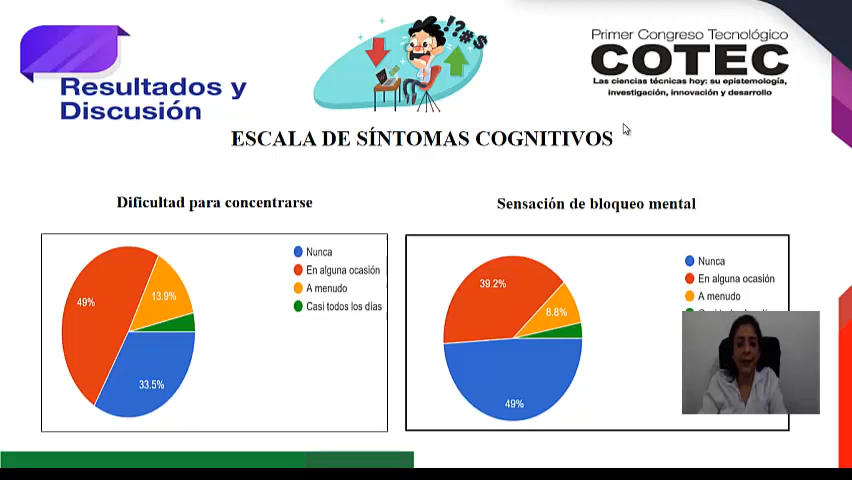 !?
?#$
Primer Congreso Tecnológico
COTEC
Las ciencias técnicas hoy: su epistemología,
investigación, innovación y desarrollo
Resultados y
Discusión
ESCALA DE SÍNTOMAS COGNITIVOS
Dificultad para concentrarse
Nunca
En alguna ocasión
A menudo
Casi todos los días
49%
13.9%
33.5%
Sensación de bloqueo mental
Nunca
En alguna ocasión
A menudo
39.2%
8.8%
49%